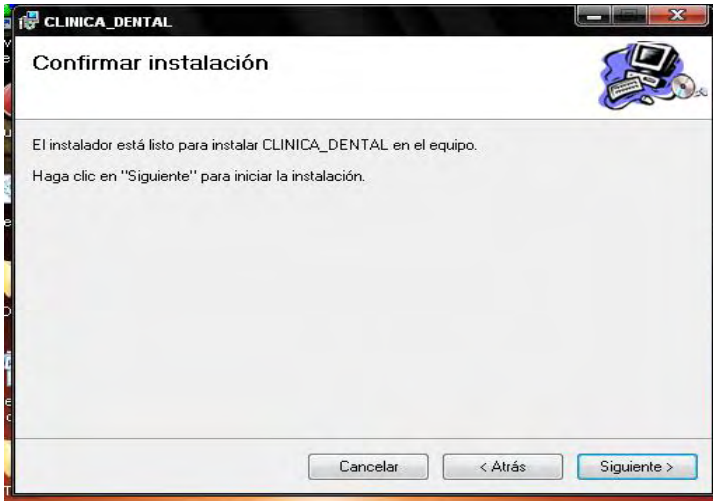 CLINICA_DENTAL
Confirmar instalación
El instalador está listo para instalar CLINICA_DENTAL en el equipo.
Haga clic en "Siguiente" para iniciar la instalación.
Cancelar
< Atrás
Siguiente >